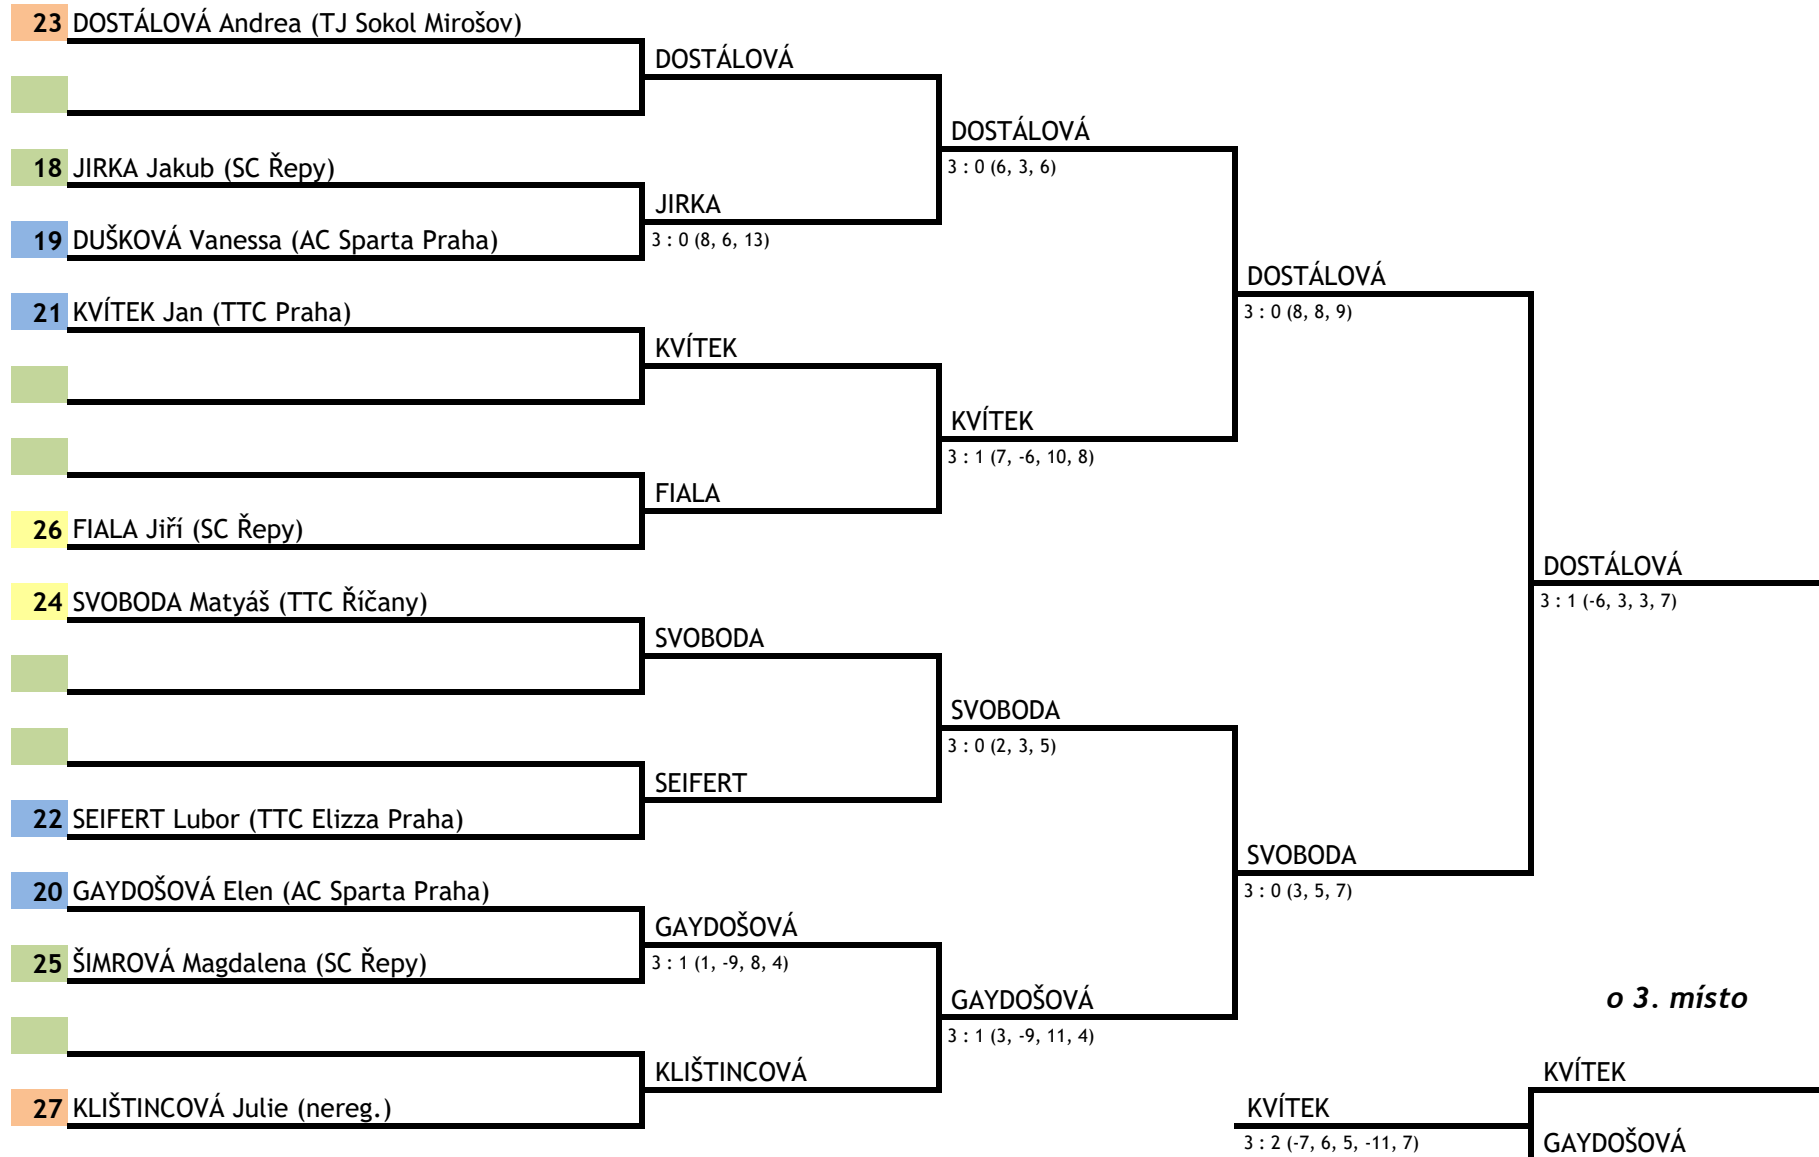 23 DOSTÁLOVÁ Andrea (TJ Sokol Mirošov)
DOSTÁLOVÁ
DOSTÁLOVÁ
3 : 0 (6, 3, 6)
18 JIRKA Jakub (SC Řepy)
JIRKA
3 : 0 (8, 6, 13)
19 DUŠKOVÁ Vanessa (AC Sparta Praha)
DOSTÁLOVÁ
3 : 0 (8, 8, 9)
21 KVÍTEK Jan (TTC Praha)
KVÍTEK
KVÍTEK
3 : 1 (7, -6, 10, 8)
FIALA
26 FIALA Jiří (SC Řepy)
DOSTÁLOVÁ
3 : 1 (-6, 3, 3, 7)
24 SVOBODA Matyáš (TTC Říčany)
SVOBODA
SVOBODA
3 : 0 (2, 3, 5)
SEIFERT
22 SEIFERT Lubor (TTC Elizza Praha)
SVOBODA
3 : 0 (3, 5, 7)
20 GAYDOŠOVÁ Elen (AC Sparta Praha)
GAYDOŠOVÁ
3 : 1 (1, -9, 8, 4)
25 ŠIMROVÁ Magdalena (SC Řepy)
GAYDOŠOVÁ
3 : 1 (3, -9, 11, 4)
o 3. místo
KLIŠTINCOVÁ
27 KLIŠTINCOVÁ Julie (nereg.)
KVÍTEK
KVÍTEK
3 : 2 (-7, 6, 5, -11, 7)
GAYDOŠOVÁ